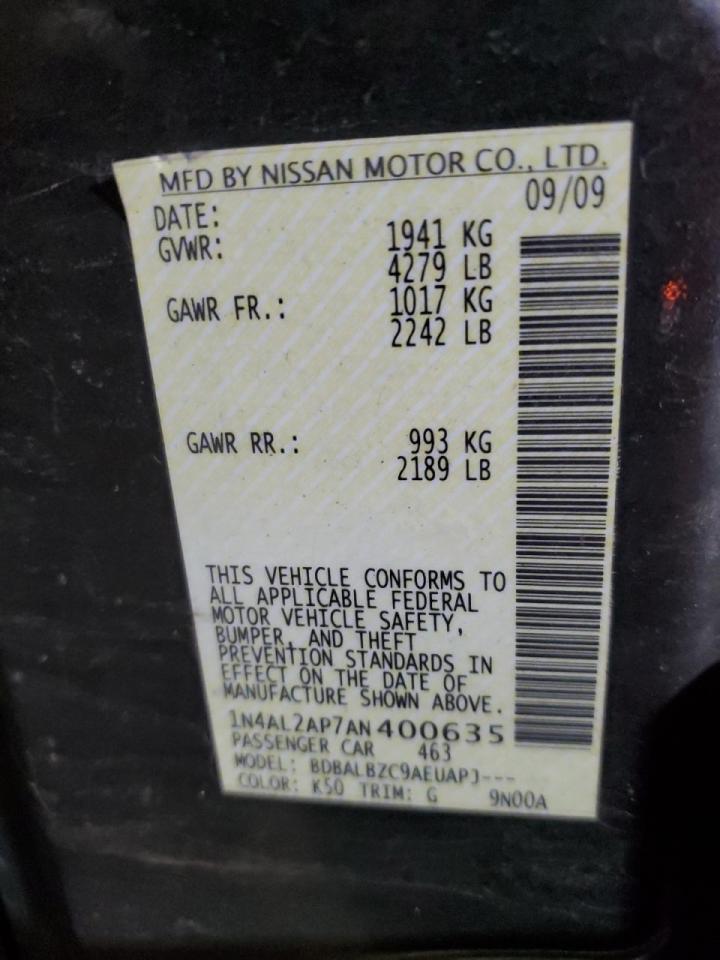 MFD BY NISSAN MOTOR CO., LTD.
DATE: 09/09
GVWR: 1941 KG
4279 LB
GAWR FR.: 1017 KG
2242 LB
GAWR RR.: 993 KG
2189 LB
THIS VEHICLE CONFORMS TO
ALL APPLICABLE FEDERAL
MOTOR VEHICLE SAFETY,
BUMPER, AND THEFT
PREVENTION STANDARDS IN
EFFECT ON THE DATE OF
MANUFACTURE SHOWN ABOVE.
1N4AL2AP7AN400635
PASSENGER CAR 463
MODEL: BDBALBZC9AEUAPJ---
COLOR: K50 TRIM: G 9N00A